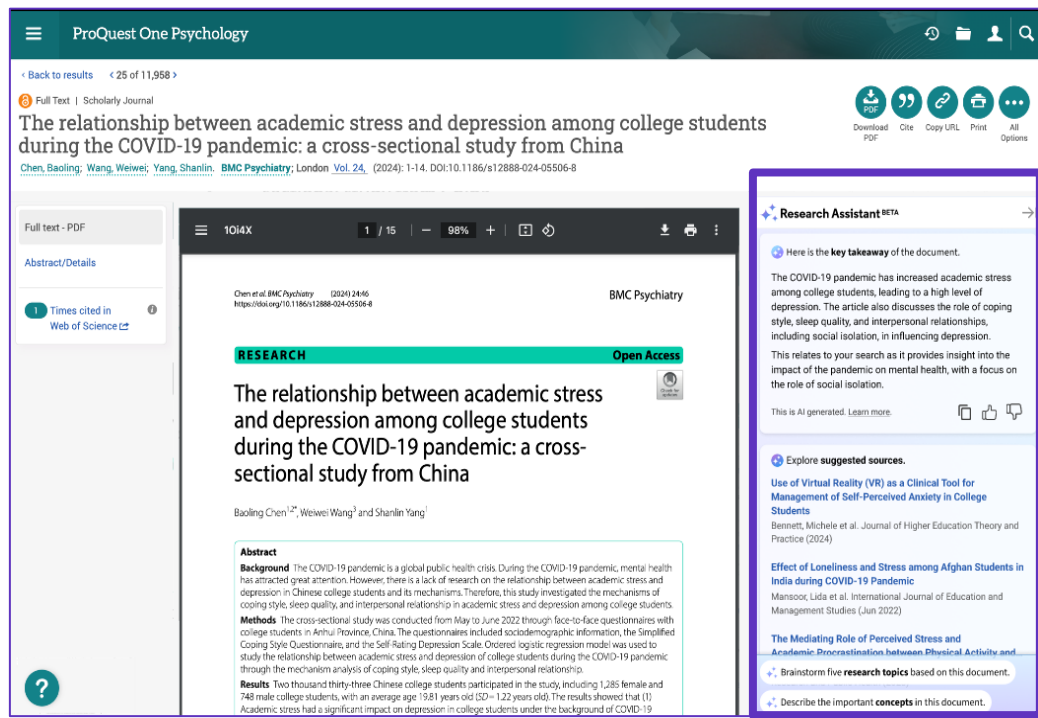 ProQuest One Psychology
‹ Back to results ‹ 25 of 11,958 ›
Full Text | Scholarly Journal
The relationship between academic stress and depression among college students
during the COVID-19 pandemic: a cross-sectional study from China
Chen, Baoling; Wang, Weiwei; Yang, Shanlin. BMC Psychiatry; London Vol. 24, (2024): 1-14. DOI:10.1186/s12888-024-05506-8
PDF
Download
PDF
Cite
Copy URL
Print
All
Options
Full text - PDF
Abstract/Details
1 Times cited in
Web of Science
10i4X
1 / 15
98%
Chen et al. BMC Psychiatry (2024) 24:46
https://doi.org/10.1186/s12888-024-05506-8
BMC Psychiatry
RESEARCH
Open Access
Check for
updates
The relationship between academic stress
and depression among college students
during the COVID-19 pandemic: a cross-
sectional study from China
Baoling Chen1,2*, Weiwei Wang3 and Shanlin Yang1
Abstract
Background The COVID-19 pandemic is a global public health crisis. During the COVID-19 pandemic, mental health
has attracted great attention. However, there is a lack of research on the relationship between academic stress and
depression in Chinese college students and its mechanisms. Therefore, this study investigated the mechanisms of
coping style, sleep quality, and interpersonal relationship in academic stress and depression among college students.
Methods The cross-sectional study was conducted from May to June 2022 through face-to-face questionnaires with
college students in Anhui Province, China. The questionnaires included sociodemographic information, the Simplified
Coping Style Questionnaire, and the Self-Rating Depression Scale. Ordered logistic regression model was used to
study the relationship between academic stress and depression of college students during the COVID-19 pandemic
through the mechanism analysis of coping style, sleep quality and interpersonal relationship.
Results Two thousand thirty-three Chinese college students participated in the study, including 1,285 female and
748 male college students, with an average age 19.81 years old (SD = 1.22 years old). The results showed that (1)
Academic stress had a significant impact on depression in college students under the background of COVID-19
Research Assistant BETA
Here is the key takeaway of the document.
The COVID-19 pandemic has increased academic stress
among college students, leading to a high level of
depression. The article also discusses the role of coping
style, sleep quality, and interpersonal relationships,
including social isolation, in influencing depression.
This relates to your search as it provides insight into the
impact of the pandemic on mental health, with a focus on
the role of social isolation.
This is AI generated. Learn more.
Explore suggested sources.
Use of Virtual Reality (VR) as a Clinical Tool for
Management of Self-Perceived Anxiety in College
Students
Bennett, Michele et al. Journal of Higher Education Theory and
Practice (2024)
Effect of Loneliness and Stress among Afghan Students in
India during COVID-19 Pandemic
Mansoor, Lida et al. International Journal of Education and
Management Studies (Jun 2022)
The Mediating Role of Perceived Stress and
Academic Procrastination between Physical Activity and
Brainstorm five research topics based on this document.
Describe the important concepts in this document.
?